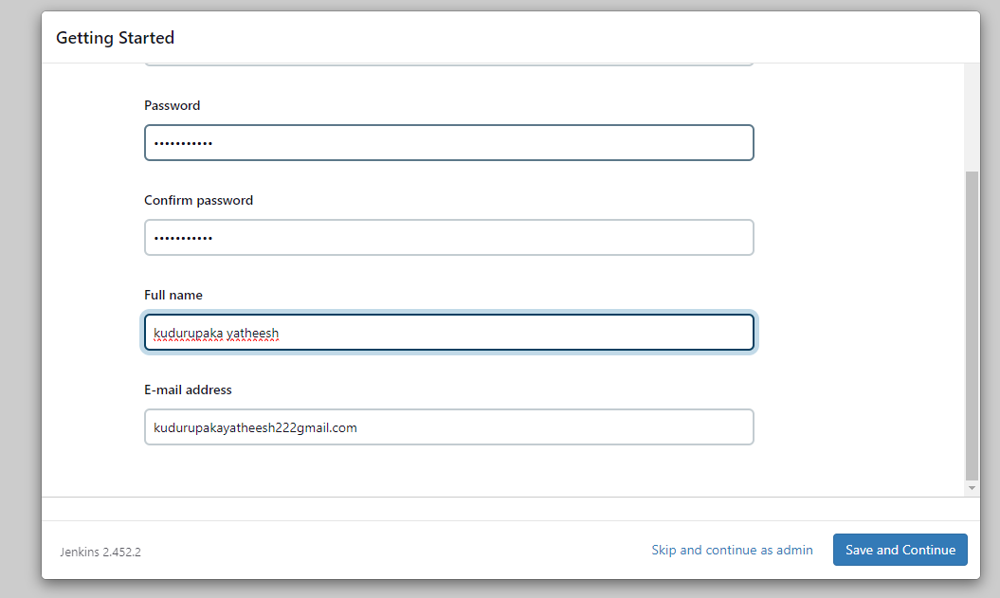 Getting Started
Password
•••••••••••
Confirm password
•••••••••••
Full name
kudurupaka yatheesh
E-mail address
kudurupakayatheesh222gmail.com
Jenkins 2.452.2
Skip and continue as admin
Save and Continue